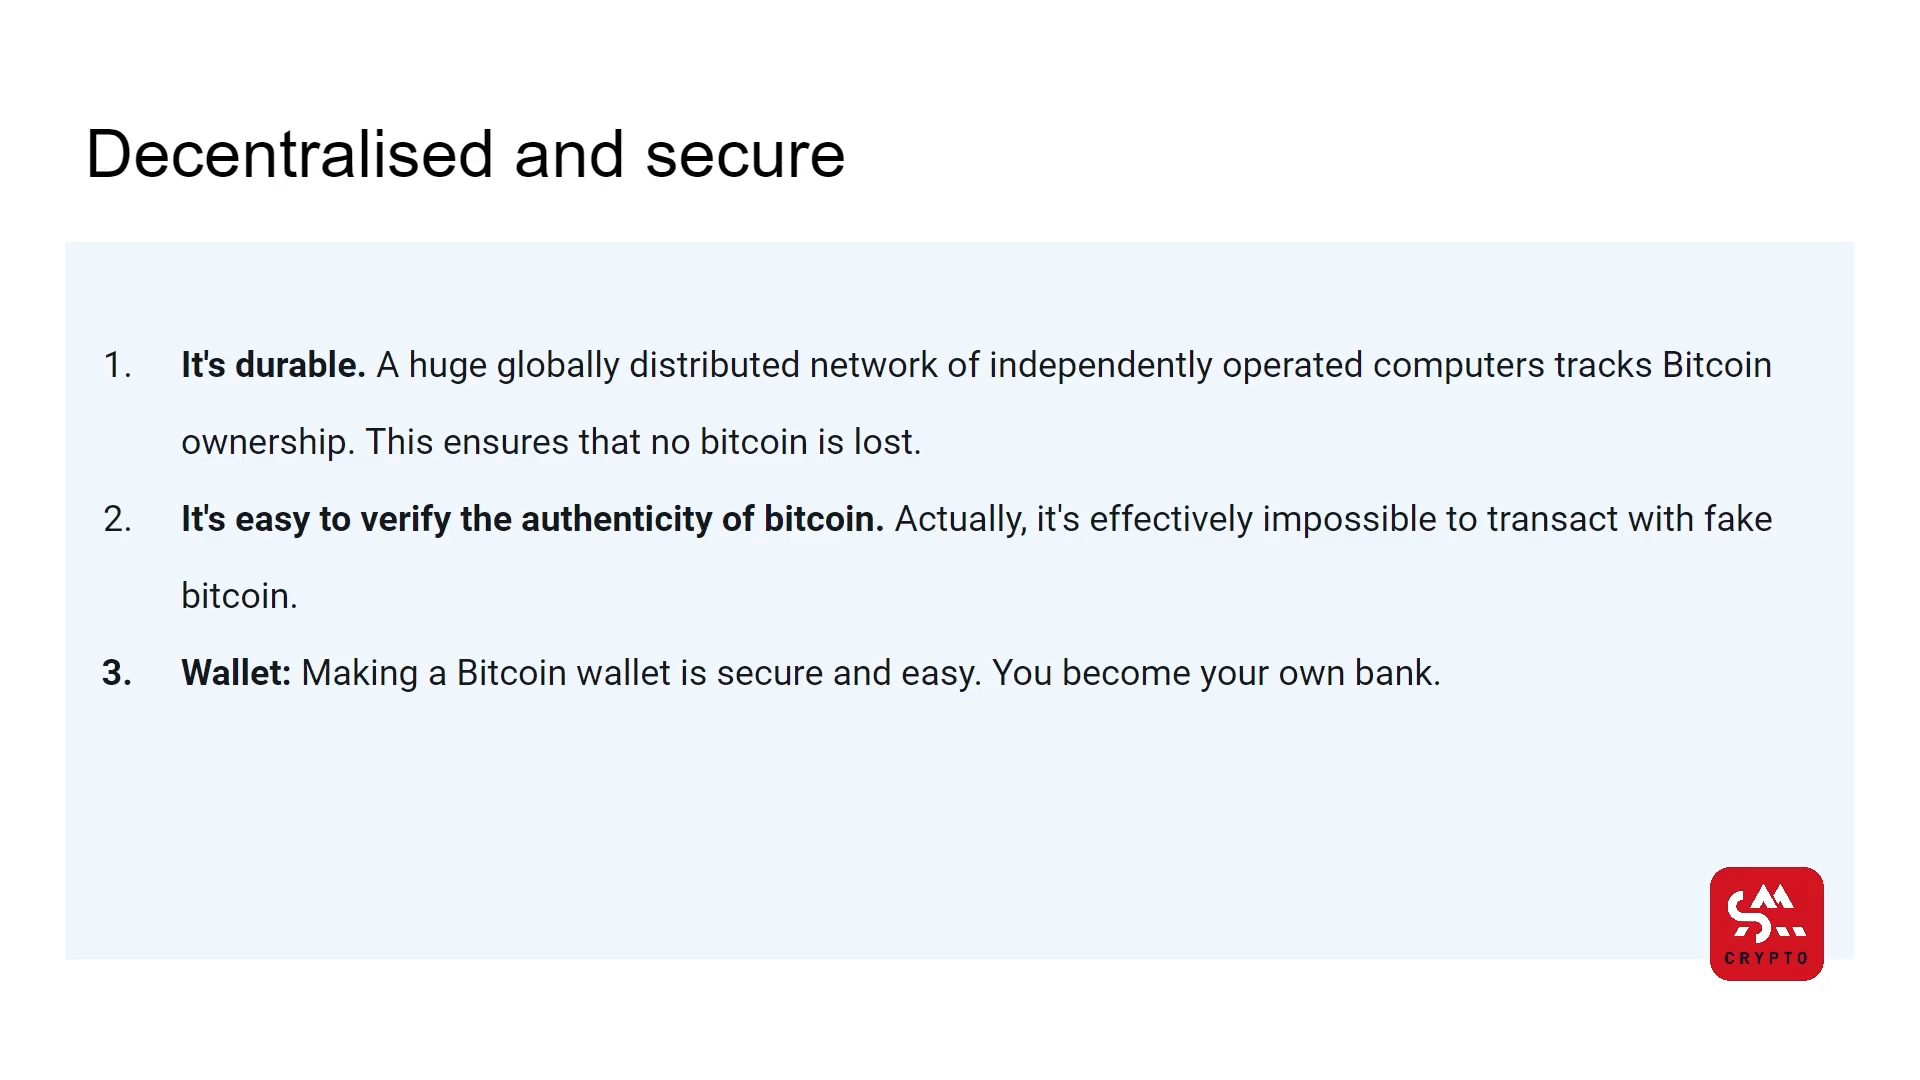 Decentralised and secure
1. It's durable. A huge globally distributed network of independently operated computers tracks Bitcoin
ownership. This ensures that no bitcoin is lost.
2. It's easy to verify the authenticity of bitcoin. Actually, it's effectively impossible to transact with fake
bitcoin.
3. Wallet: Making a Bitcoin wallet is secure and easy. You become your own bank.
SM
CRYPTO